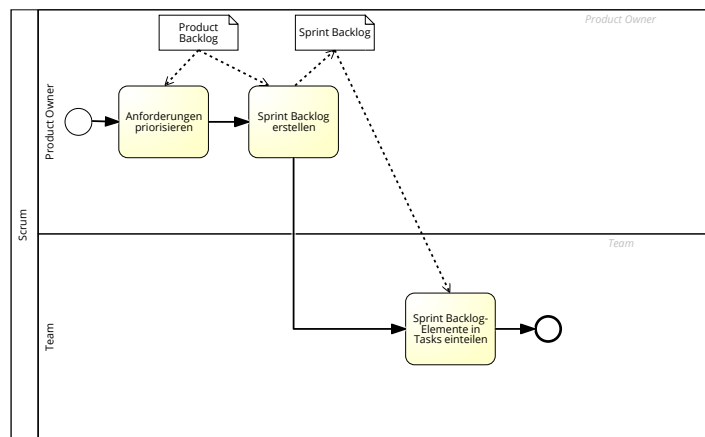 Product Owner
Product
Backlog
Sprint Backlog
Scrum
Product Owner
Anforderungen
priorisieren
Sprint Backlog
erstellen
Team
Team
Sprint Backlog-
Elemente in
Tasks einteilen